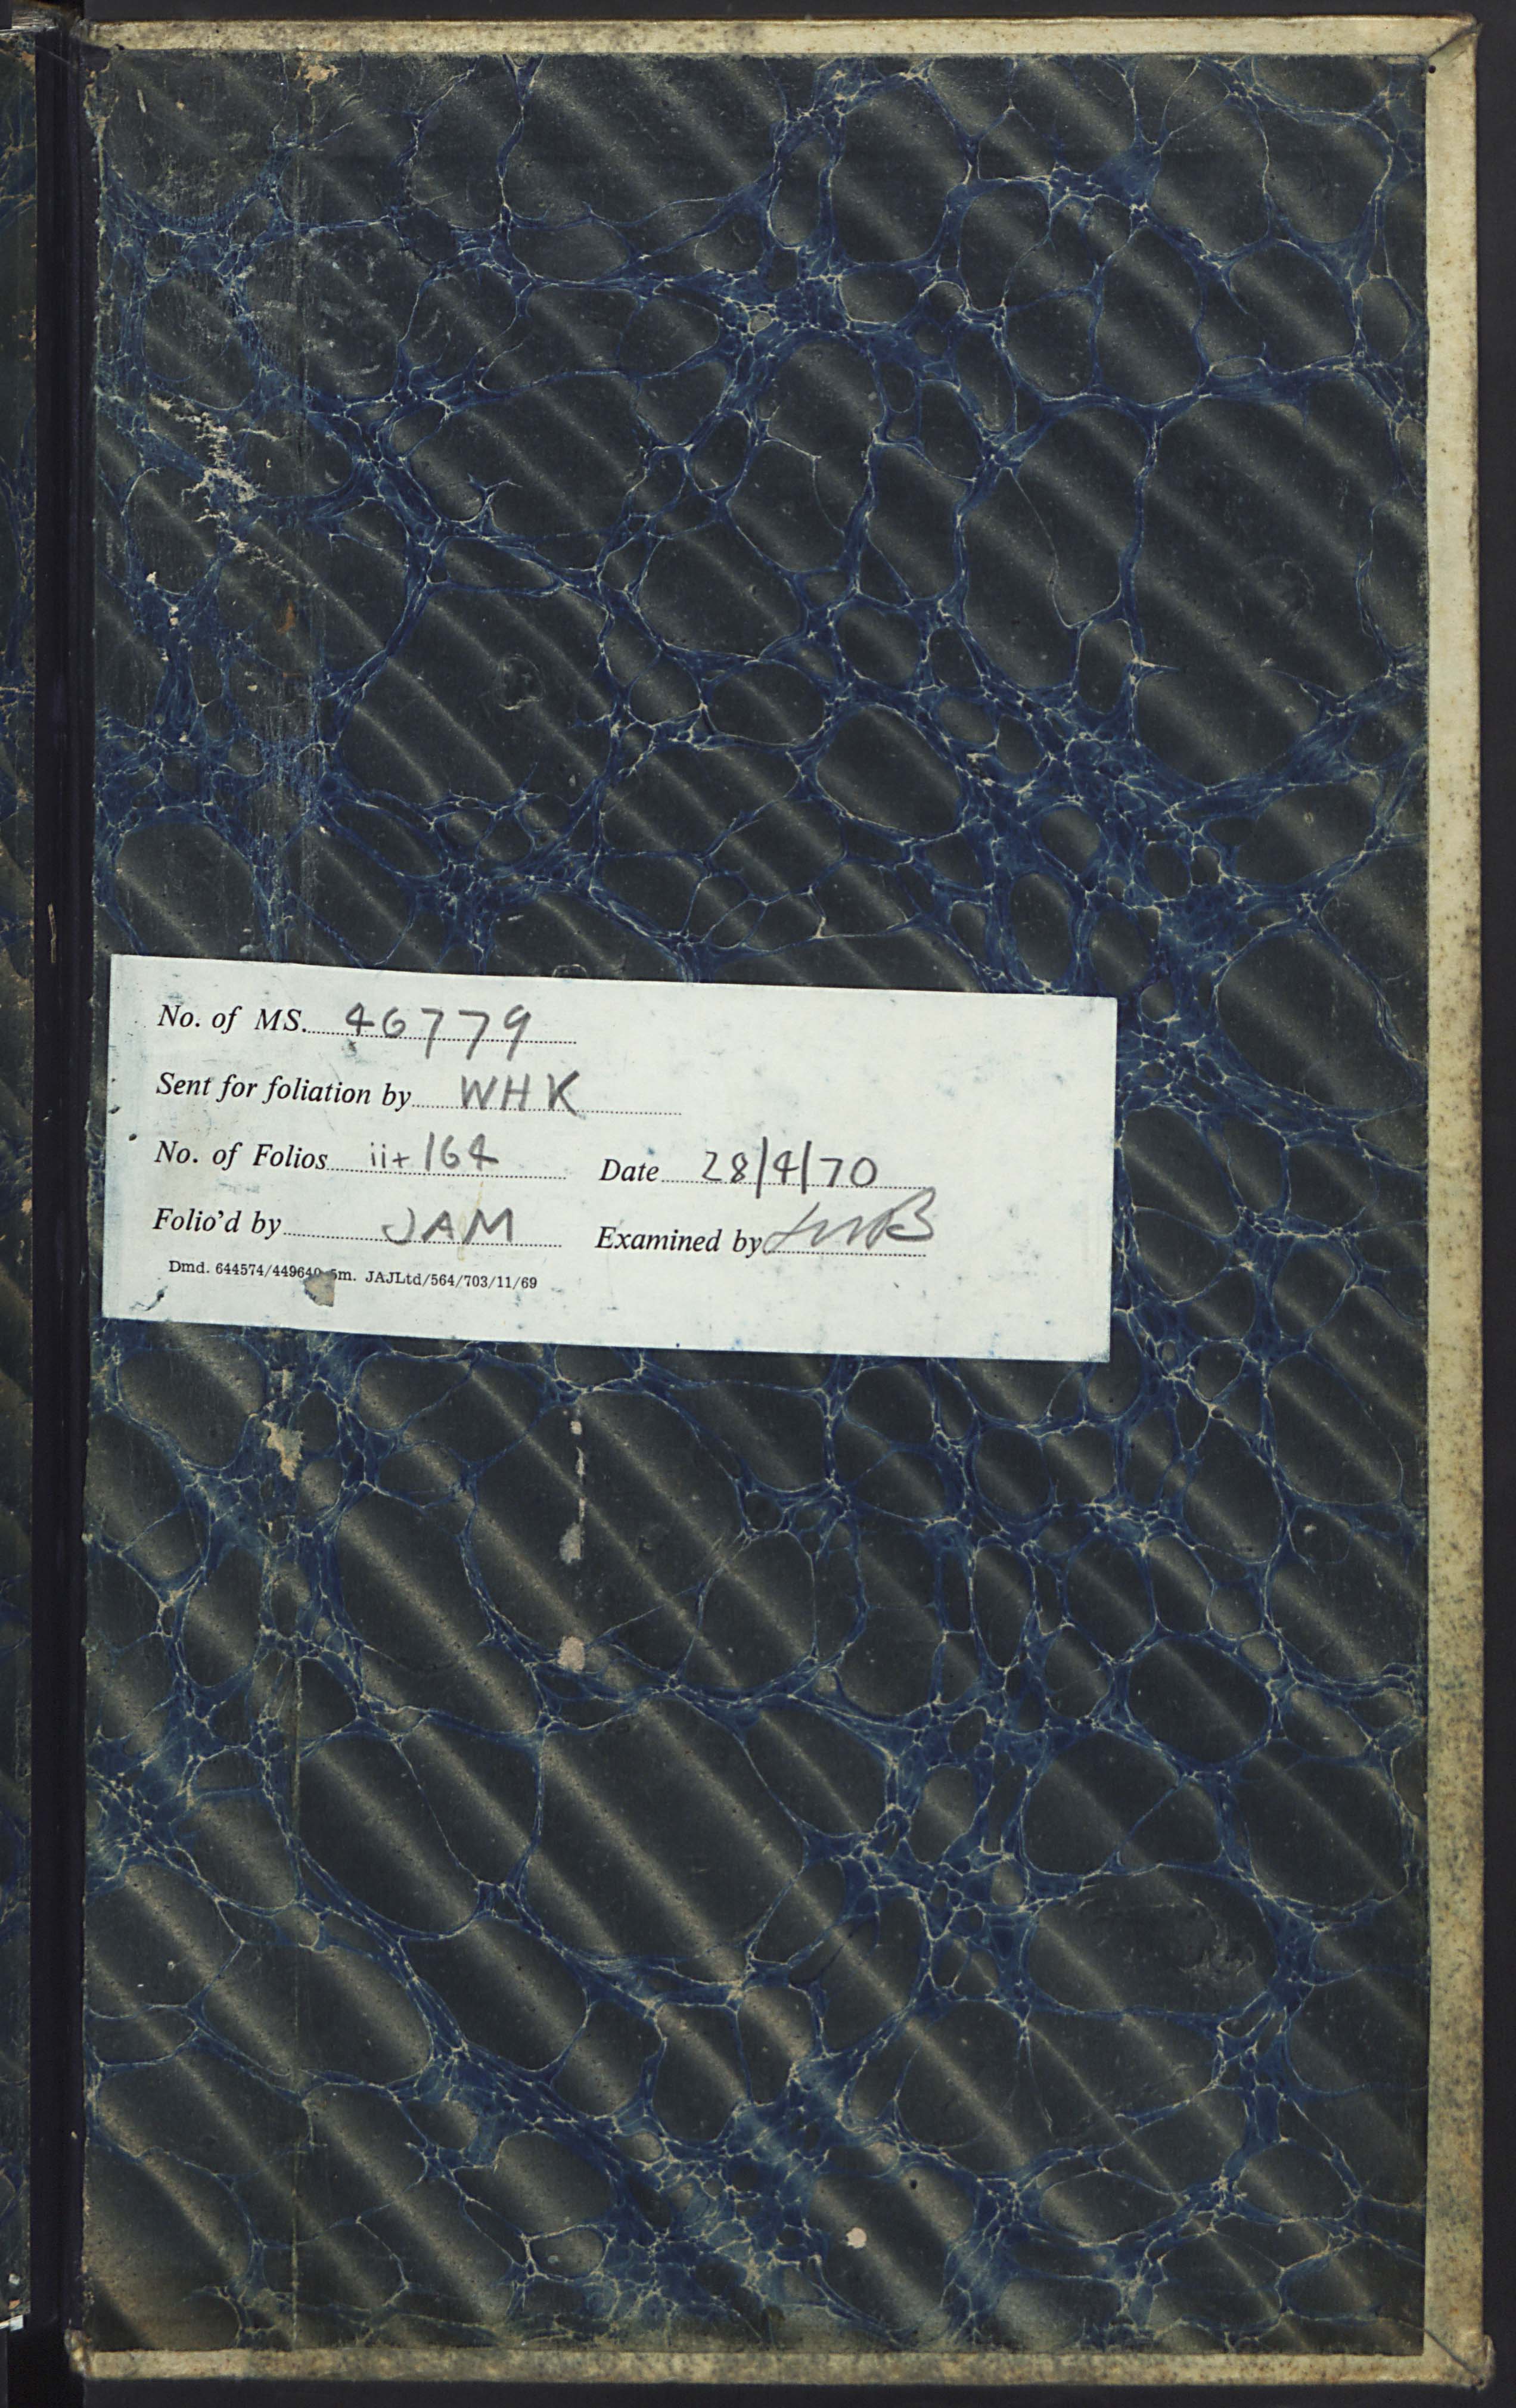 No. of MS. 46779
Sent for foliation by WHK
No. of Folios ii+164 Date 28/4/70
Folio'd by JAM Examined by
Dmd. 644574/449640 5m. JAJLtd/564/703/11/69